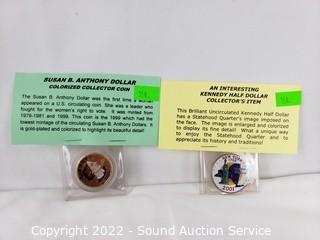 SUSAN B. ANTHONY DOLLAR
COLORIZED COLLECTOR COIN
The Susan B. Anthony Dollar was the first time a woman
appeared on a U.S. circulating coin. She was a leader who
fought for the women's right to vote. It was minted from
1979-1981 and 1999. This coin is the 1999 which had the
lowest mintage of the circulating Susan B. Anthony Dollars. It
is gold-plated and colorized to highlight its beautiful detail!
AN INTERESTING
KENNEDY HALF DOLLAR
COLLECTOR'S ITEM
This Brilliant Uncirculated Kennedy Half Dollar
has a Statehood Quarter's image imposed on
the face. The image is enlarged and colorized
to display its fine detail! What a unique way
to enjoy the Statehood Quarters and to
appreciate its history and traditions!
NEW YORK
2001
Copyright 2022 - Sound Auction Service